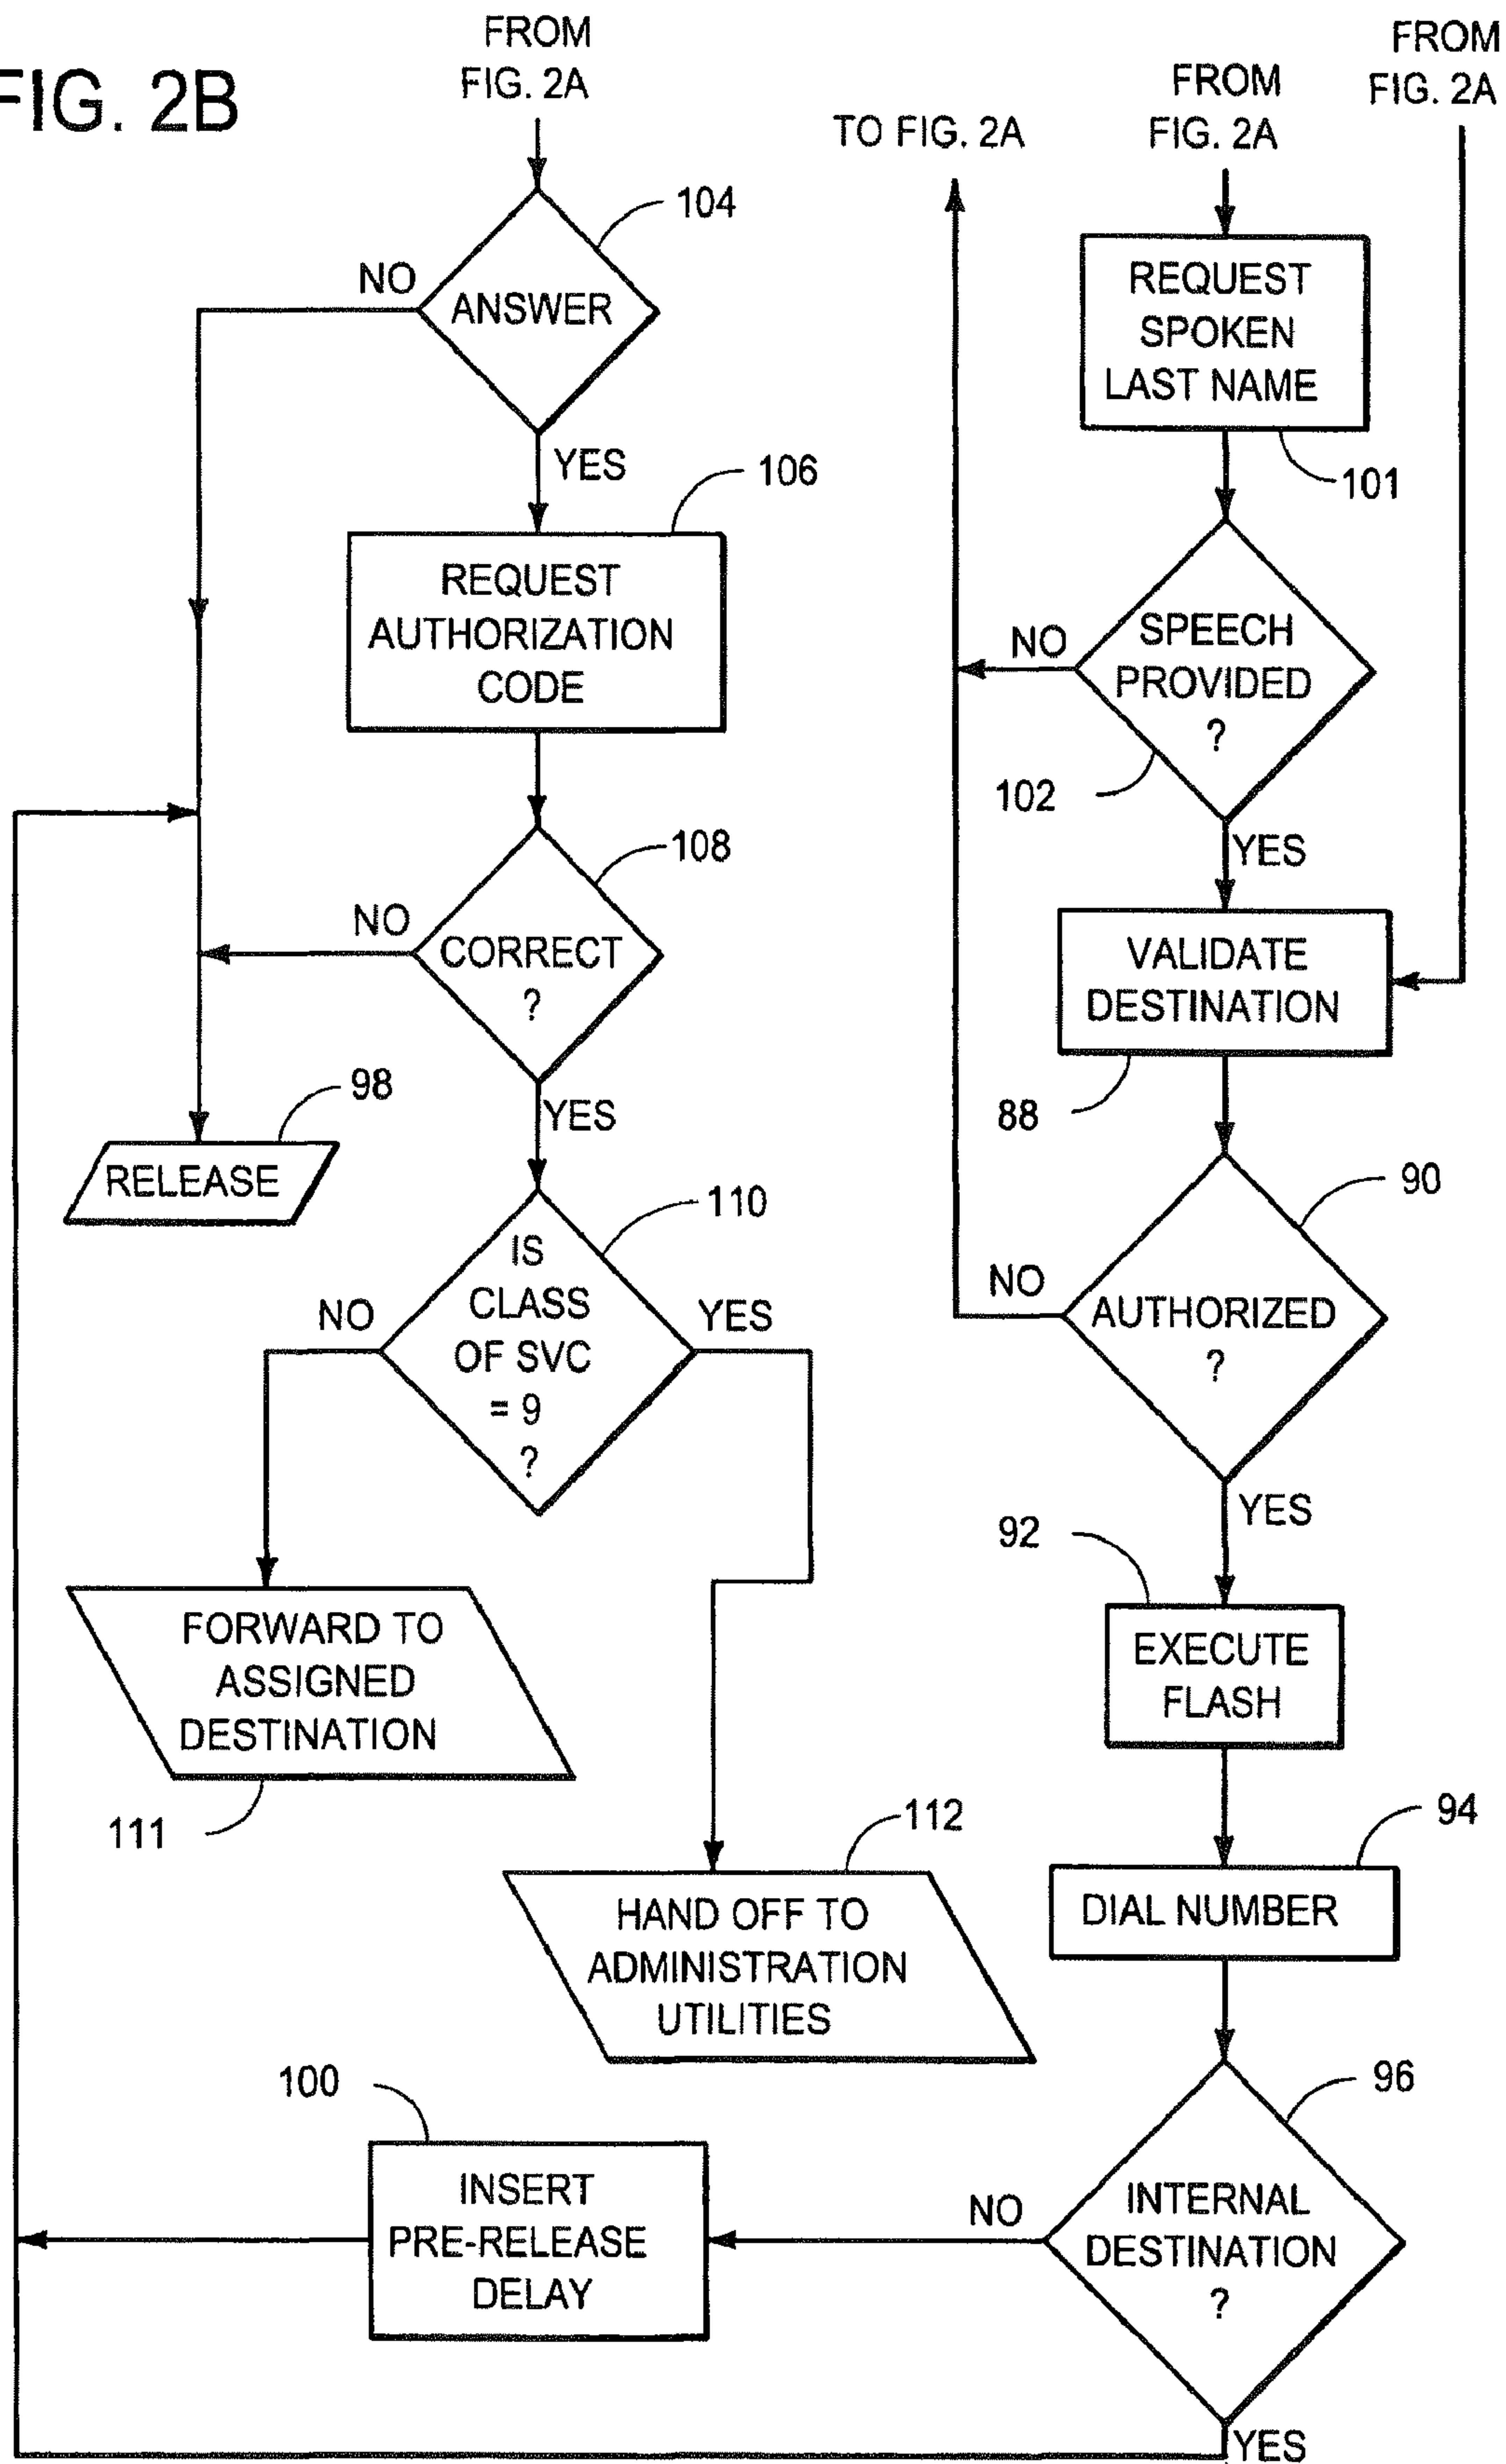 FIG. 2B
FROM
FIG. 2A
TO FIG. 2A
FROM
FIG. 2A
FROM
FIG. 2A
104
NO
ANSWER
YES
106
REQUEST
AUTHORIZATION
CODE
108
NO
CORRECT
?
YES
98
RELEASE
110
IS
CLASS
OF SVC
= 9
?
NO
YES
FORWARD TO
ASSIGNED
DESTINATION
111
112
HAND OFF TO
ADMINISTRATION
UTILITIES
REQUEST
SPOKEN
LAST NAME
101
SPEECH
PROVIDED
?
NO
102
YES
VALIDATE
DESTINATION
88
90
NO
AUTHORIZED
?
YES
92
EXECUTE
FLASH
94
DIAL NUMBER
96
INTERNAL
DESTINATION
?
NO
100
INSERT
PRE-RELEASE
DELAY
YES